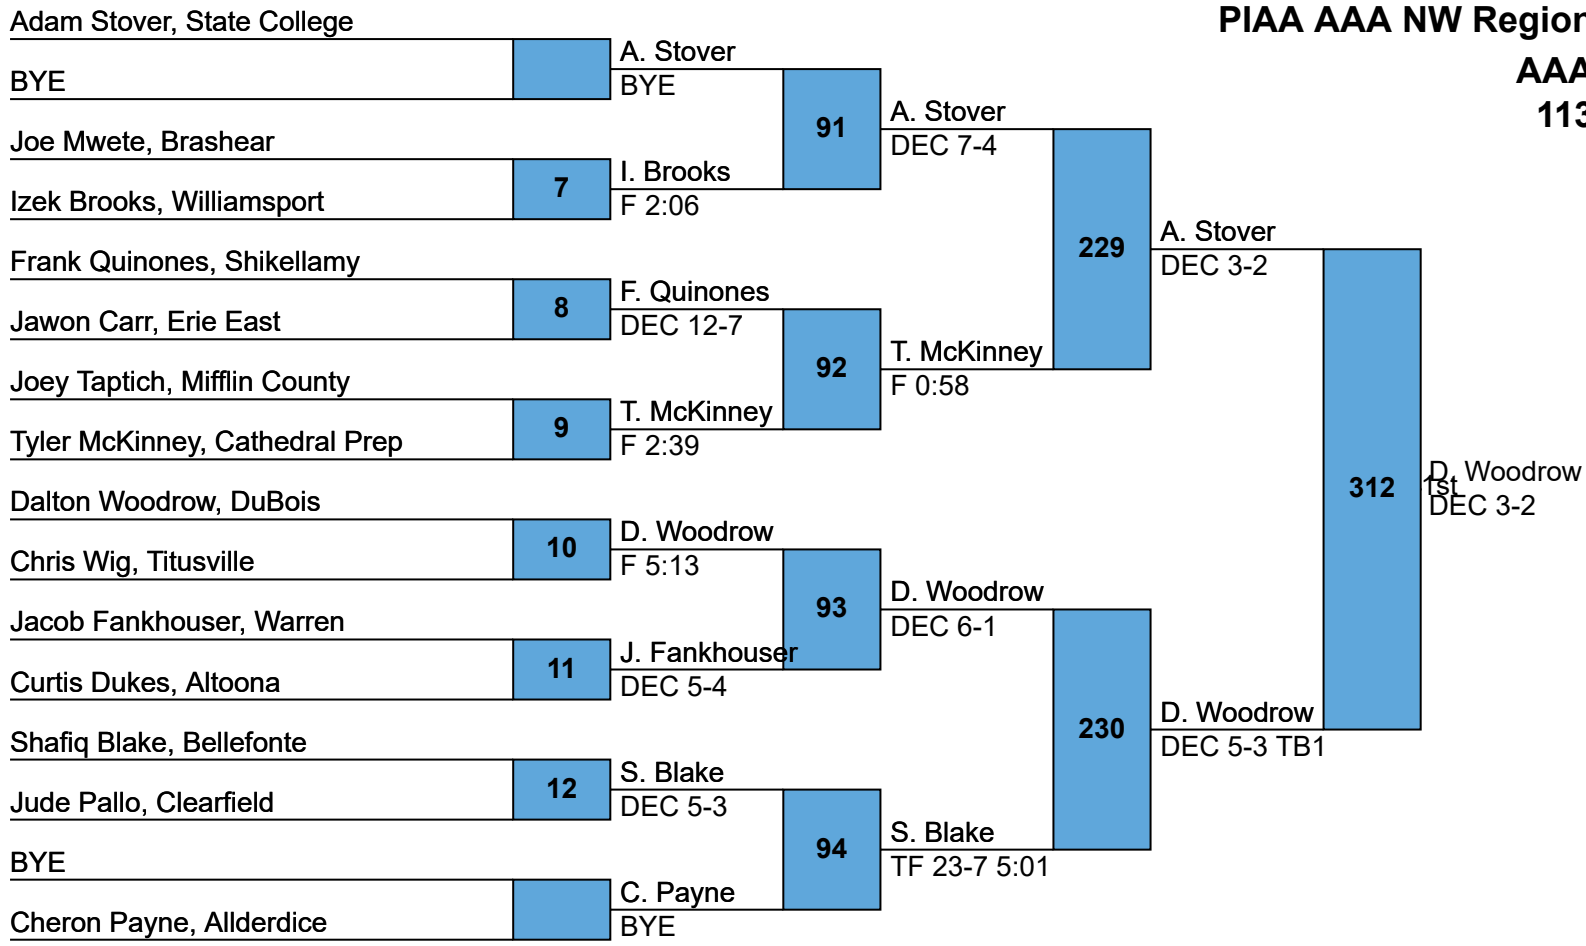 PIAA AAA NW Region
AAA
113
Adam Stover, State College
BYE
Joe Mwete, Brashear
7
Izek Brooks, Williamsport
Frank Quinones, Shikellamy
8
Jawon Carr, Erie East
Joey Taptich, Mifflin County
9
Tyler McKinney, Cathedral Prep
Dalton Woodrow, DuBois
10
Chris Wig, Titusville
Jacob Fankhouser, Warren
11
Curtis Dukes, Altoona
Shafiq Blake, Bellefonte
12
Jude Pallo, Clearfield
BYE
Cheron Payne, Allderdice
A. Stover
BYE
91
I. Brooks
F 2:06
F. Quinones
DEC 12-7
92
T. McKinney
F 2:39
D. Woodrow
F 5:13
93
J. Fankhouser
DEC 5-4
S. Blake
DEC 5-3
94
C. Payne
BYE
A. Stover
DEC 7-4
229
T. McKinney
F 0:58
D. Woodrow
DEC 6-1
230
S. Blake
TF 23-7 5:01
A. Stover
DEC 3-2
312
D. Woodrow
DEC 5-3 TB1
D. Woodrow
1st
DEC 3-2